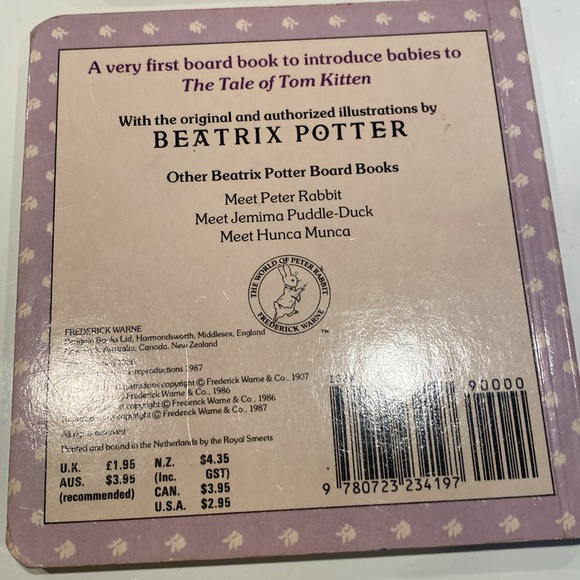 A very first board book to introduce babies to
The Tale of Tom Kitten
With the original and authorized illustrations by
BEATRIX POTTER
Other Beatrix Potter Board Books
Meet Peter Rabbit
Meet Jemima Puddle-Duck
Meet Hunca Munca
THE WORLD OF PETER RABBIT
FREDERICK WARNE
TM
FREDERICK WARNE
Penguin Books Ltd, Harmondsworth, Middlesex, England
Australia, Canada, New Zealand
reproductions 1987
copyright © Frederick Warne & Co., 1907
© Frederick Warne & Co., 1986
copyright © Frederick Warne & Co., 1986
copyright © Frederick Warne & Co., 1987
All rights reserved
Printed and bound in the Netherlands by the Royal Smeets
U.K. £1.95
AUS. $3.95
(recommended)
N.Z. $4.35
(Inc. GST)
CAN. $3.95
U.S.A. $2.95
90000
9 780723 234197